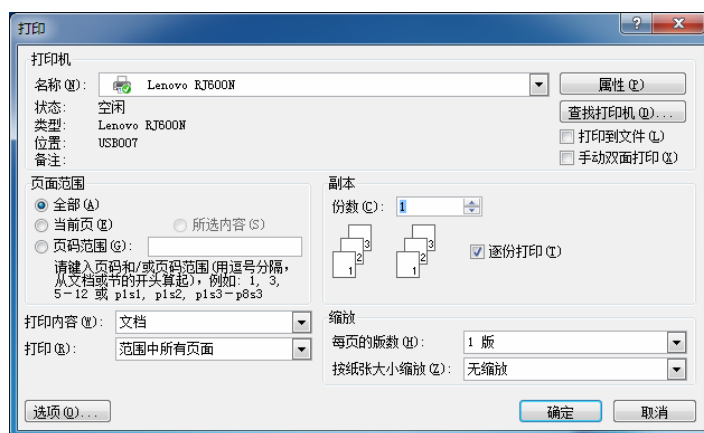 打印
打印机
名称(N): Lenovo RJ600N 属性(P)
状态: 空闲 查找打印机(D)...
类型: Lenovo RJ600N
位置: USB007 打印到文件(L)
备注: 手动双面打印(X)
页面范围
全部(A)
当前页(E) 所选内容(S)
页码范围(G):
请键入页码和/或页码范围(用逗号分隔，
从文档或节的开头算起)，例如: 1, 3,
5-12 或 p1s1, p1s2, p1s3-p8s3
副本
份数(C): 1
1 2 3 1 2 3 逐份打印(T)
打印内容(W): 文档
打印(R): 范围中所有页面
缩放
每页的版数(H): 1 版
按纸张大小缩放(Z): 无缩放
选项(O)... 确定 取消